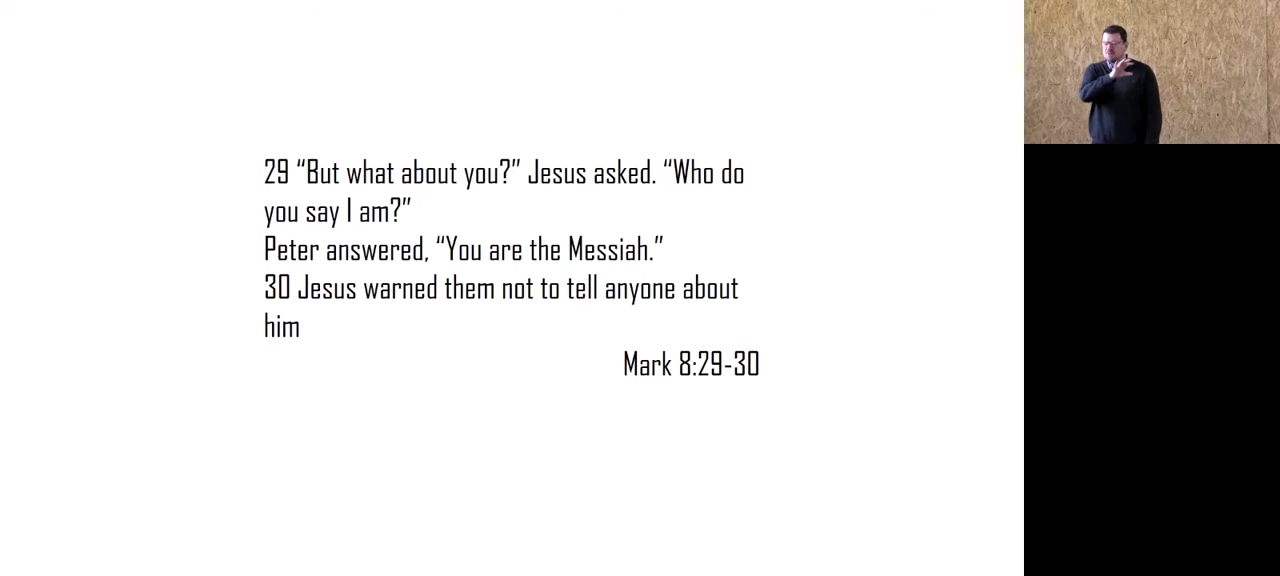 29 “But what about you?” Jesus asked. “Who do
you say I am?”
Peter answered, “You are the Messiah.”
30 Jesus warned them not to tell anyone about
him
Mark 8:29-30